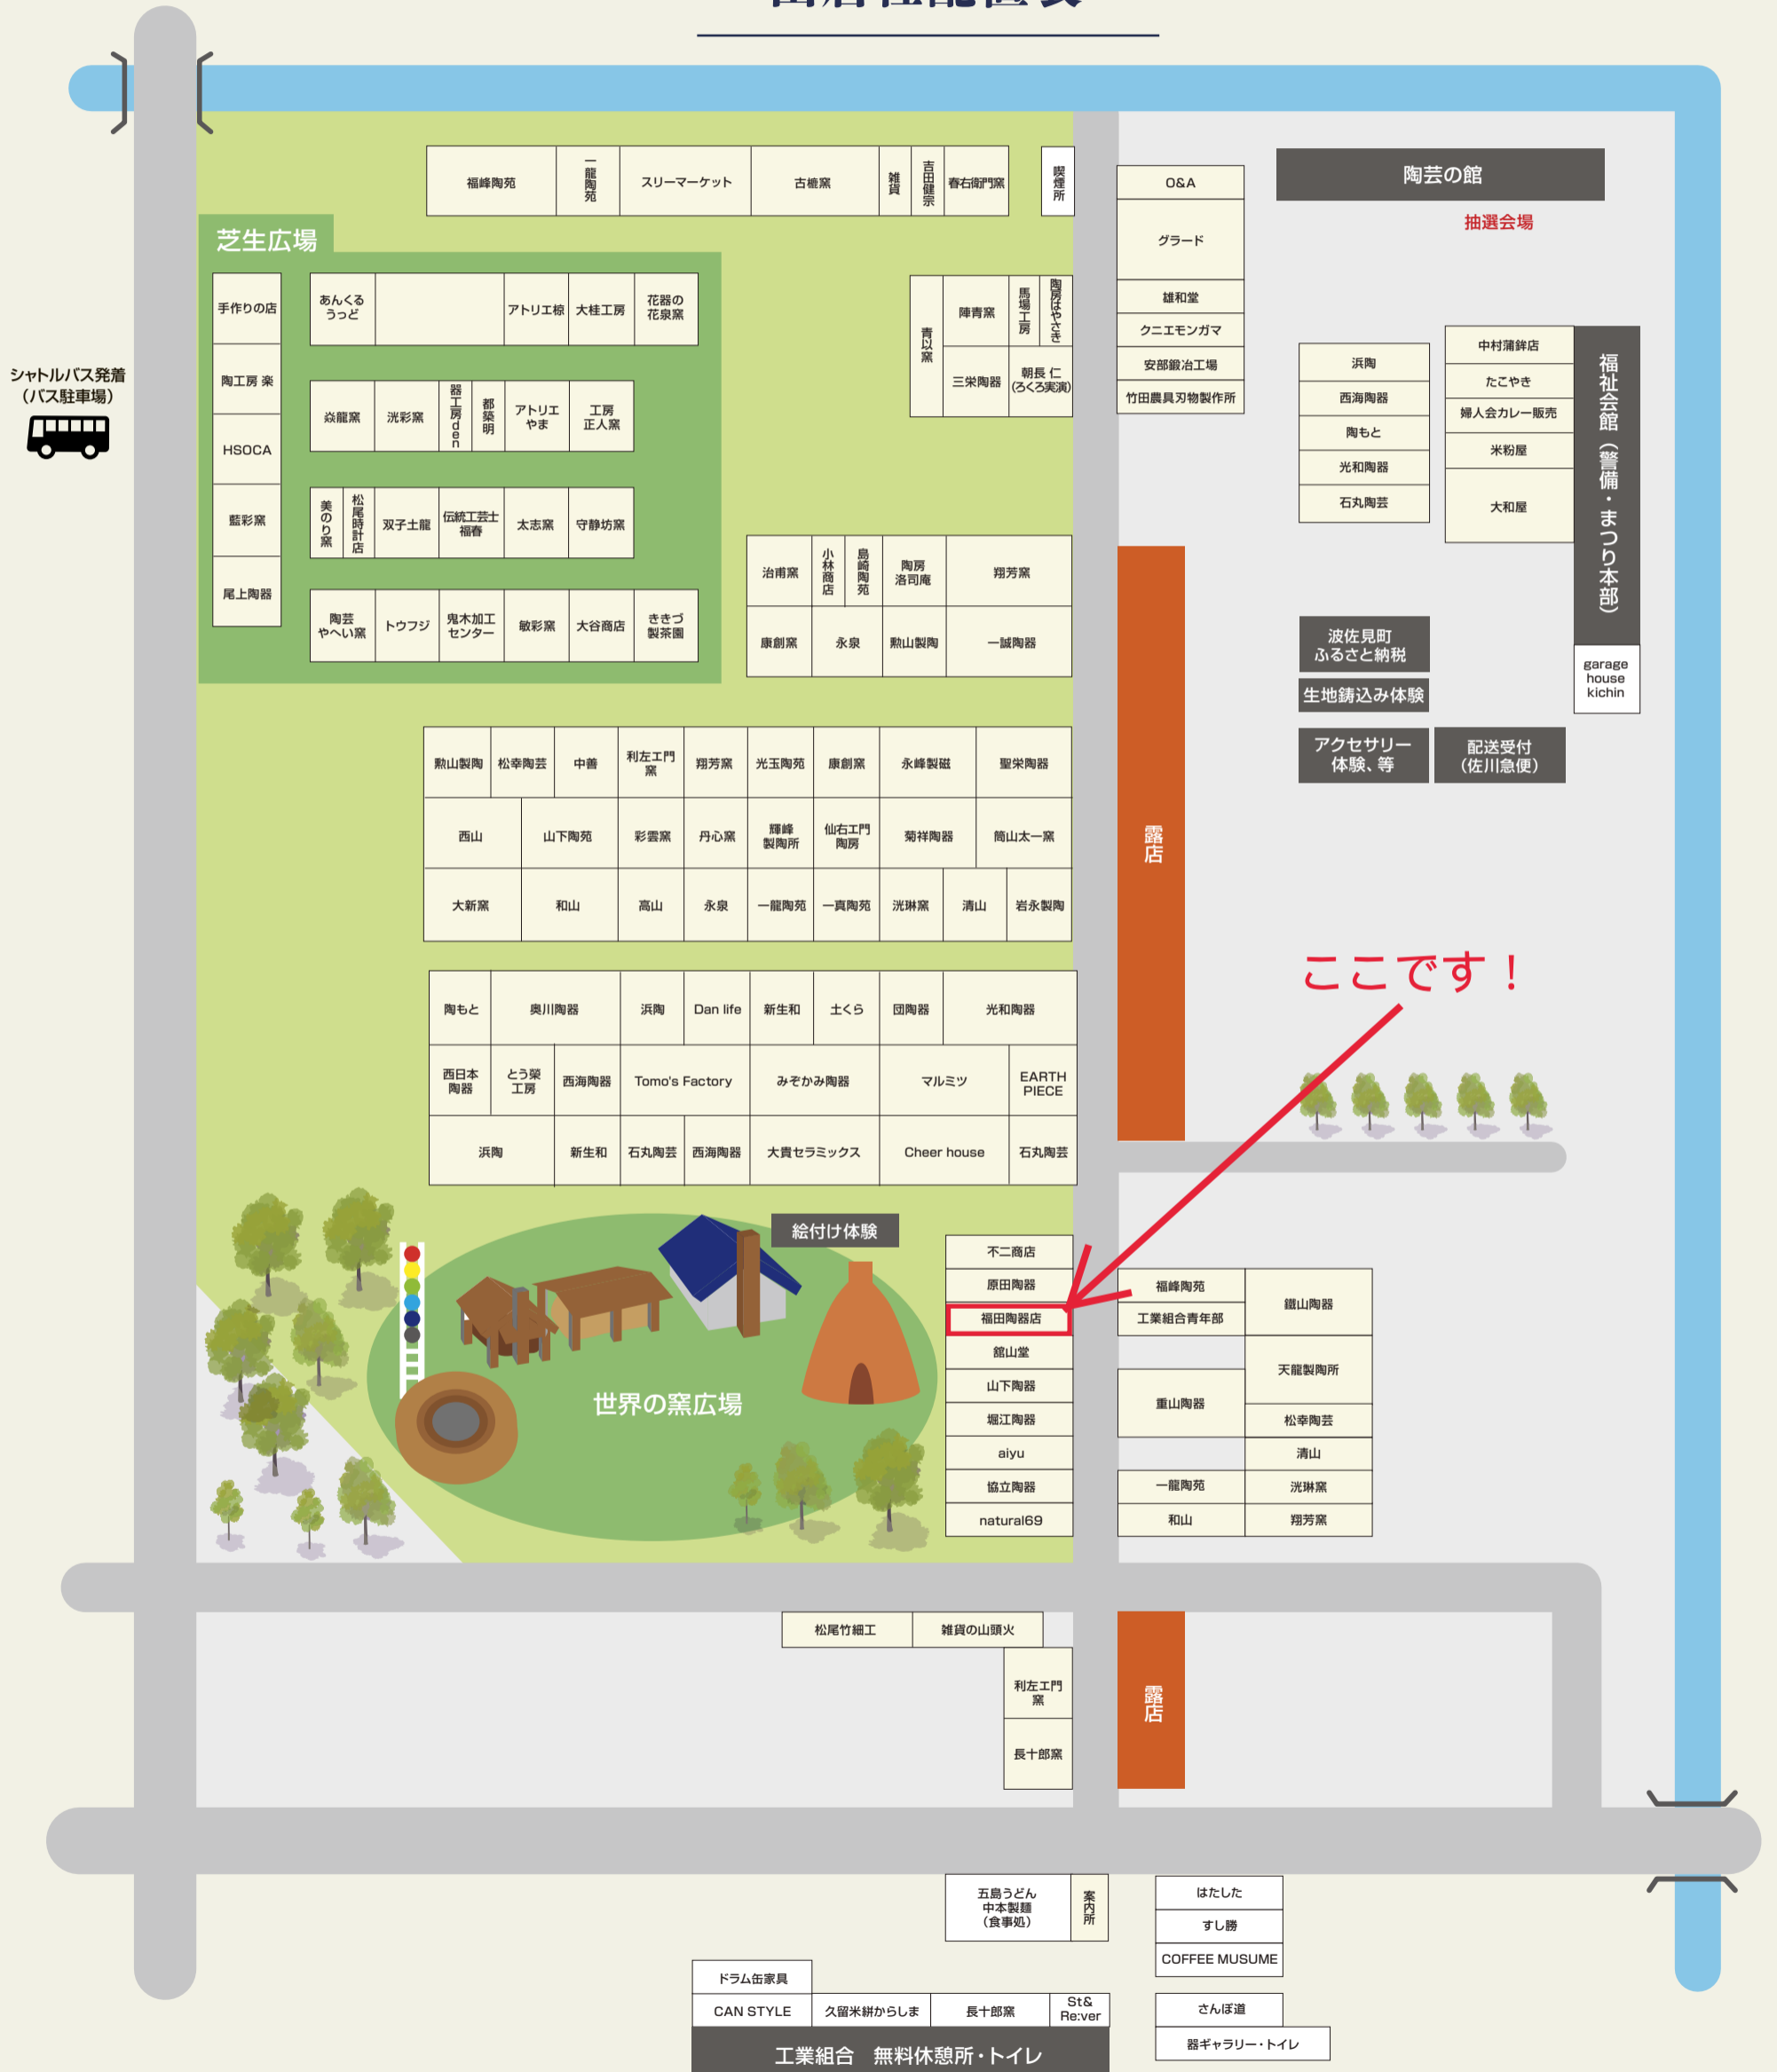 出店社配置表
福峰陶苑
一龍陶苑
スリーマーケット
古櫨窯
雑貨
吉田健宗
春右衛門窯
喫煙所
O&A
グラード
雄和堂
クニエモンガマ
安部鍛冶工場
竹田農具刃物製作所
陶芸の館
抽選会場
芝生広場
手作りの店
陶工房 楽
HSOCA
藍彩窯
尾上陶器
あんくる
うっど
アトリエ椋
大桂工房
花器の
花泉窯
焱龍窯
洸彩窯
器工房den
都築明
アトリエ
やま
工房
正人窯
美のり窯
松尾時計店
双子土龍
伝統工芸士
福春
太志窯
守静坊窯
陶芸
やへい窯
トウフジ
鬼木加工
センター
敏彩窯
大谷商店
ききづ
製茶園
シャトルバス発着
（バス駐車場）
青以窯
陣青窯
馬場工房
陶房はやさき
三栄陶器
朝長 仁
（ろくろ実演）
浜陶
西海陶器
陶もと
光和陶器
石丸陶芸
中村蒲鉾店
たこやき
婦人会カレー販売
米粉屋
大和屋
福祉会館（警備・まつり本部）
garage
house
kichin
治甫窯
小林商店
島崎陶苑
陶房
洛司庵
翔芳窯
康創窯
永泉
勲山製陶
一誠陶器
波佐見町
ふるさと納税
生地鋳込み体験
アクセサリー
体験、等
配送受付
（佐川急便）
露店
勲山製陶
松幸陶芸
中善
利左エ門
窯
翔芳窯
光玉陶苑
康創窯
永峰製磁
聖栄陶器
西山
山下陶苑
彩雲窯
丹心窯
輝峰
製陶所
仙右エ門
陶房
菊祥陶器
筒山太一窯
大新窯
和山
高山
永泉
一龍陶苑
一真陶苑
洸琳窯
清山
岩永製陶
ここです！
陶もと
奥川陶器
浜陶
Dan life
新生和
土くら
団陶器
光和陶器
西日本
陶器
とう榮
工房
西海陶器
Tomo's Factory
みぞかみ陶器
マルミツ
EARTH
PIECE
浜陶
新生和
石丸陶芸
西海陶器
大貴セラミックス
Cheer house
石丸陶芸
絵付け体験
世界の窯広場
不二商店
原田陶器
福田陶器店
舘山堂
山下陶器
堀江陶器
aiyu
協立陶器
natural69
福峰陶苑
工業組合青年部
鐵山陶器
天龍製陶所
重山陶器
松幸陶芸
清山
一龍陶苑
洸琳窯
和山
翔芳窯
松尾竹細工
雑貨の山頭火
利左エ門
窯
長十郎窯
露店
五島うどん
中本製麺
（食事処）
案内所
はたした
すし勝
COFFEE MUSUME
ドラム缶家具
CAN STYLE
久留米絣からしま
長十郎窯
St&
Re:ver
さんぽ道
器ギャラリー・トイレ
工業組合　無料休憩所・トイレ